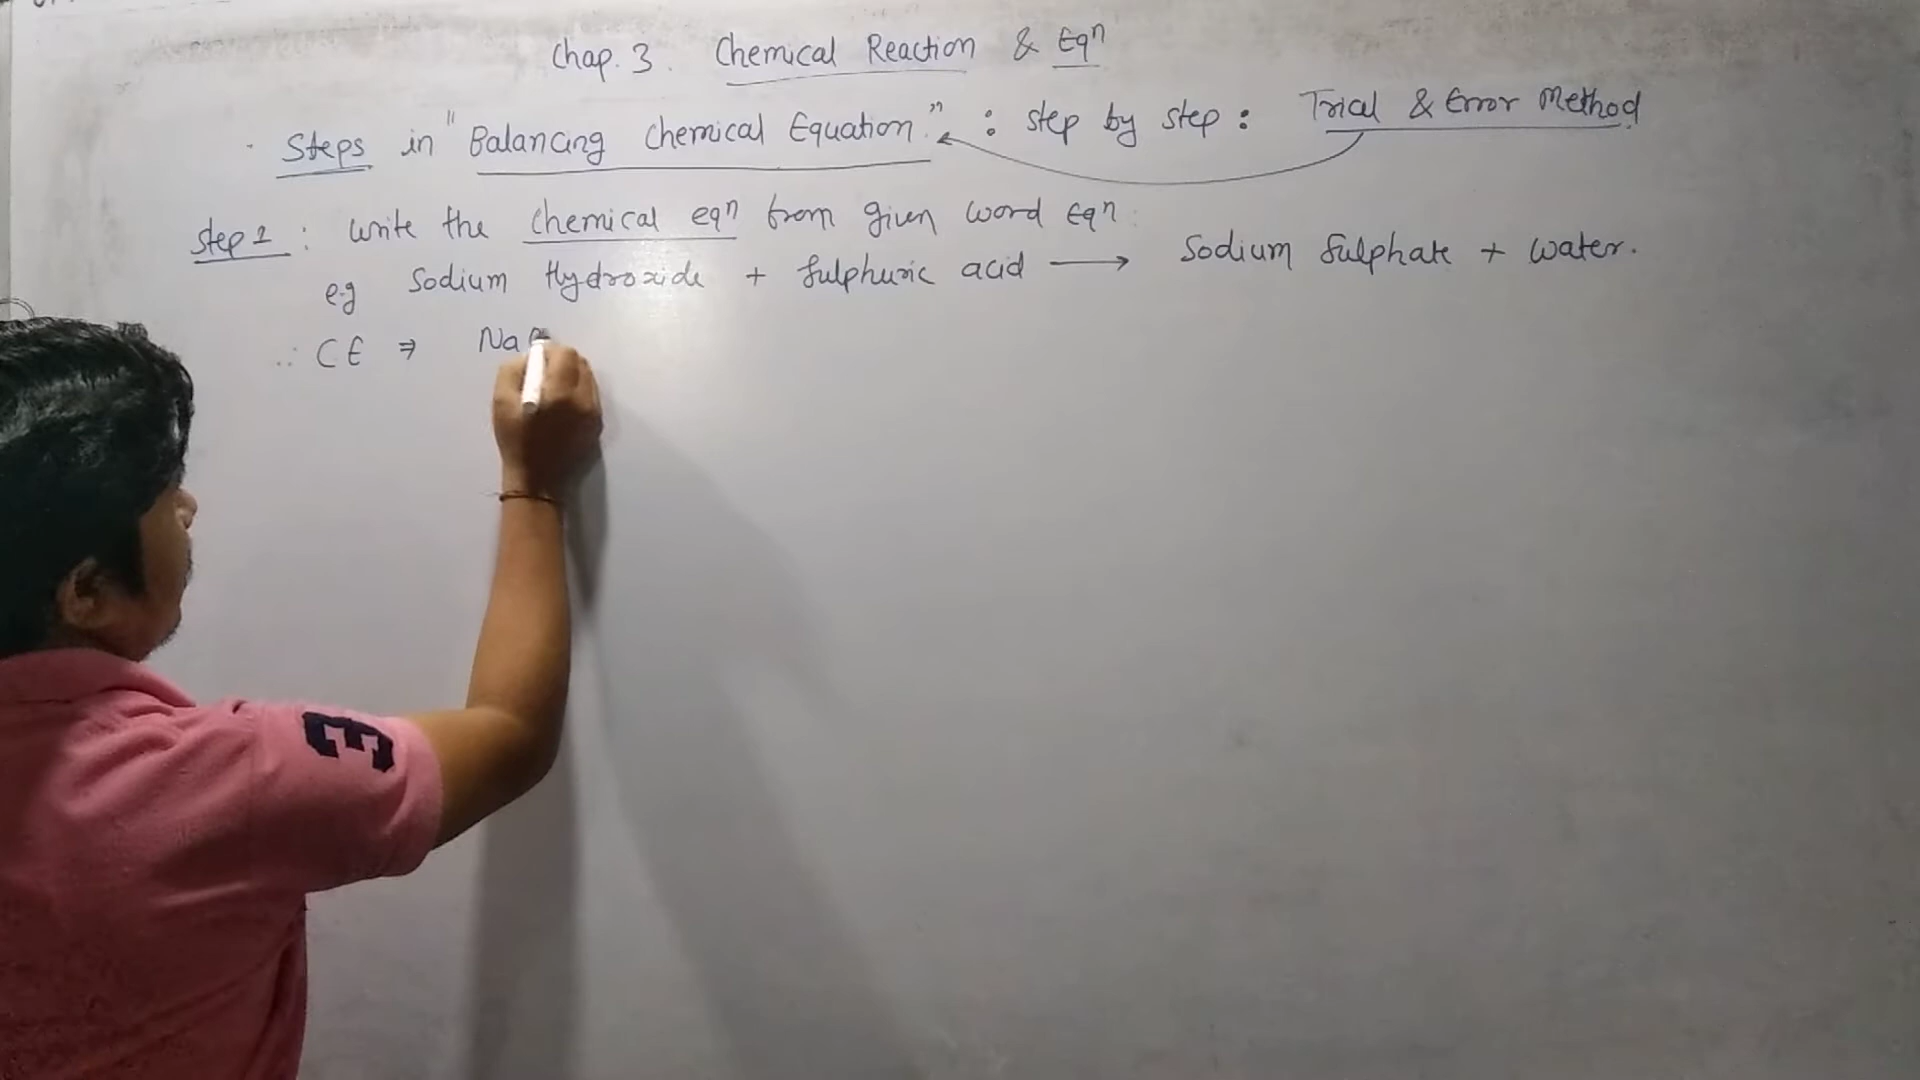 Chap. 3. Chemical Reaction & Eqⁿ
Steps in "Balancing Chemical Equation." : step by step : Trial & Error Method
Step 1 : Write the chemical eqⁿ from given word Eqⁿ.
e.g Sodium Hydroxide + Sulphuric acid ⟶ Sodium Sulphate + water.
∴ CE ⇒ Na
E